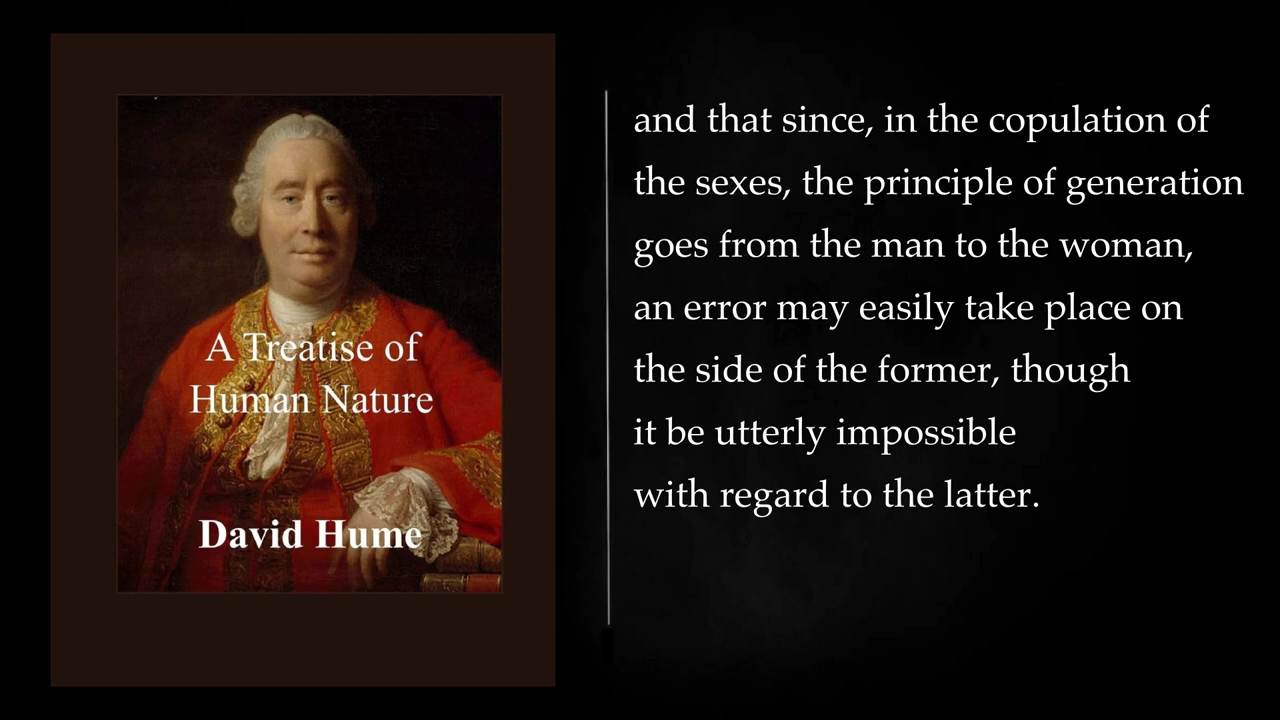 A Treatise of
Human Nature
David Hume
and that since, in the copulation of
the sexes, the principle of generation
goes from the man to the woman,
an error may easily take place on
the side of the former, though
it be utterly impossible
with regard to the latter.